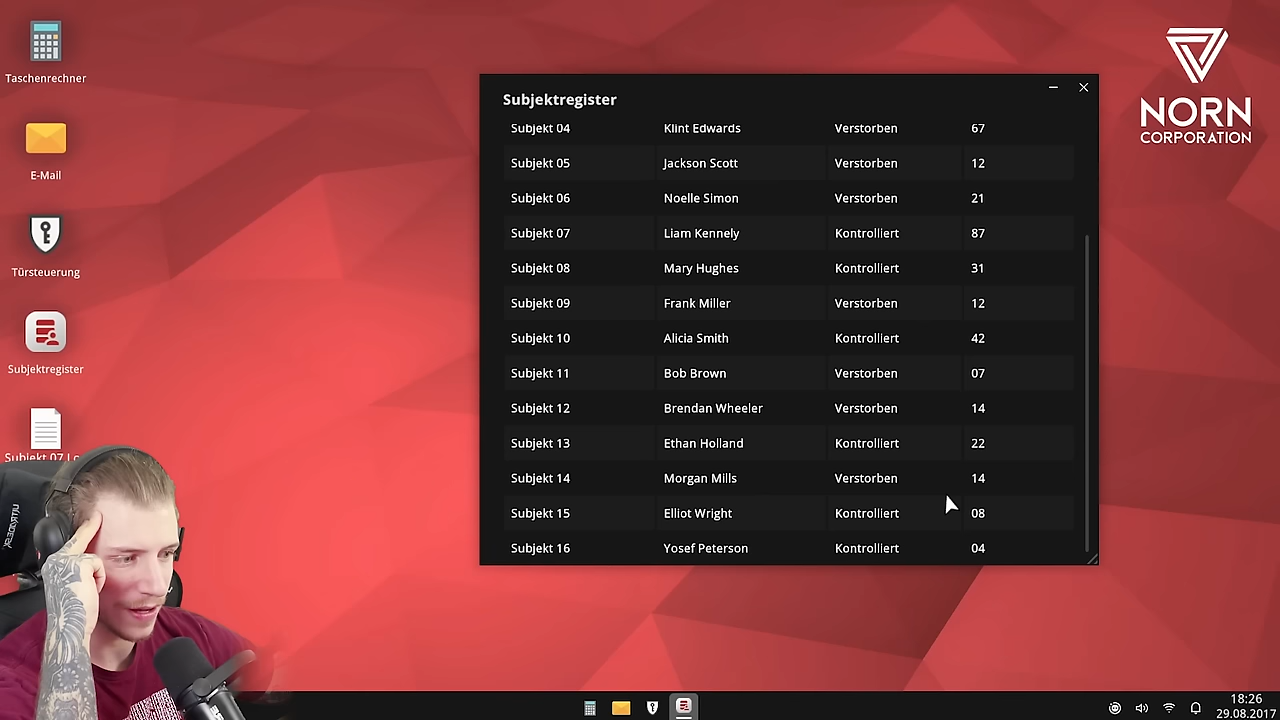 Taschenrechner
E-Mail
Türsteuerung
Subjektregister
Subjekt 07 Lo
NORN
CORPORATION
Subjektregister
Subjekt 04 Klint Edwards Verstorben 67
Subjekt 05 Jackson Scott Verstorben 12
Subjekt 06 Noelle Simon Verstorben 21
Subjekt 07 Liam Kennely Kontrolliert 87
Subjekt 08 Mary Hughes Kontrolliert 31
Subjekt 09 Frank Miller Verstorben 12
Subjekt 10 Alicia Smith Kontrolliert 42
Subjekt 11 Bob Brown Verstorben 07
Subjekt 12 Brendan Wheeler Verstorben 14
Subjekt 13 Ethan Holland Kontrolliert 22
Subjekt 14 Morgan Mills Verstorben 14
Subjekt 15 Elliot Wright Kontrolliert 08
Subjekt 16 Yosef Peterson Kontrolliert 04
18:26
29.08.2017